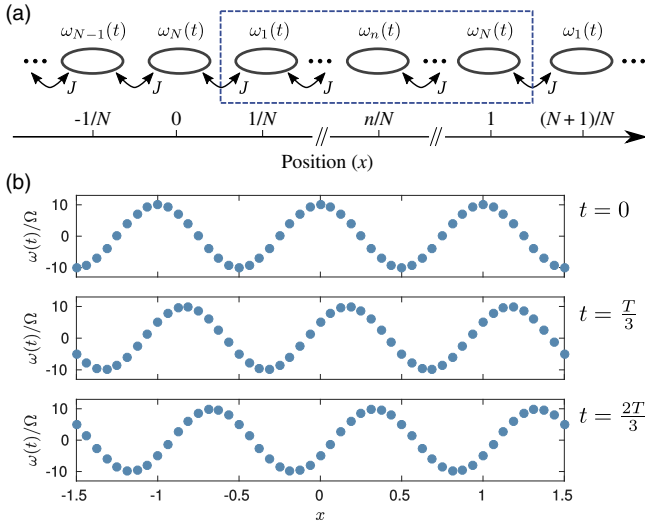 (a)
ω_{N−1}(t) ω_N(t) ω_1(t) ω_n(t) ω_N(t) ω_1(t)
••• ••• ••• •••
J J J J J
-1/N 0 1/N n/N 1 (N + 1)/N
// //
Position (x)
(b)
ω(t)/Ω
10
0
-10
t = 0
ω(t)/Ω
10
0
-10
t = T/3
ω(t)/Ω
10
0
-10
t = 2T/3
-1.5 -1 -0.5 0 0.5 1 1.5
x